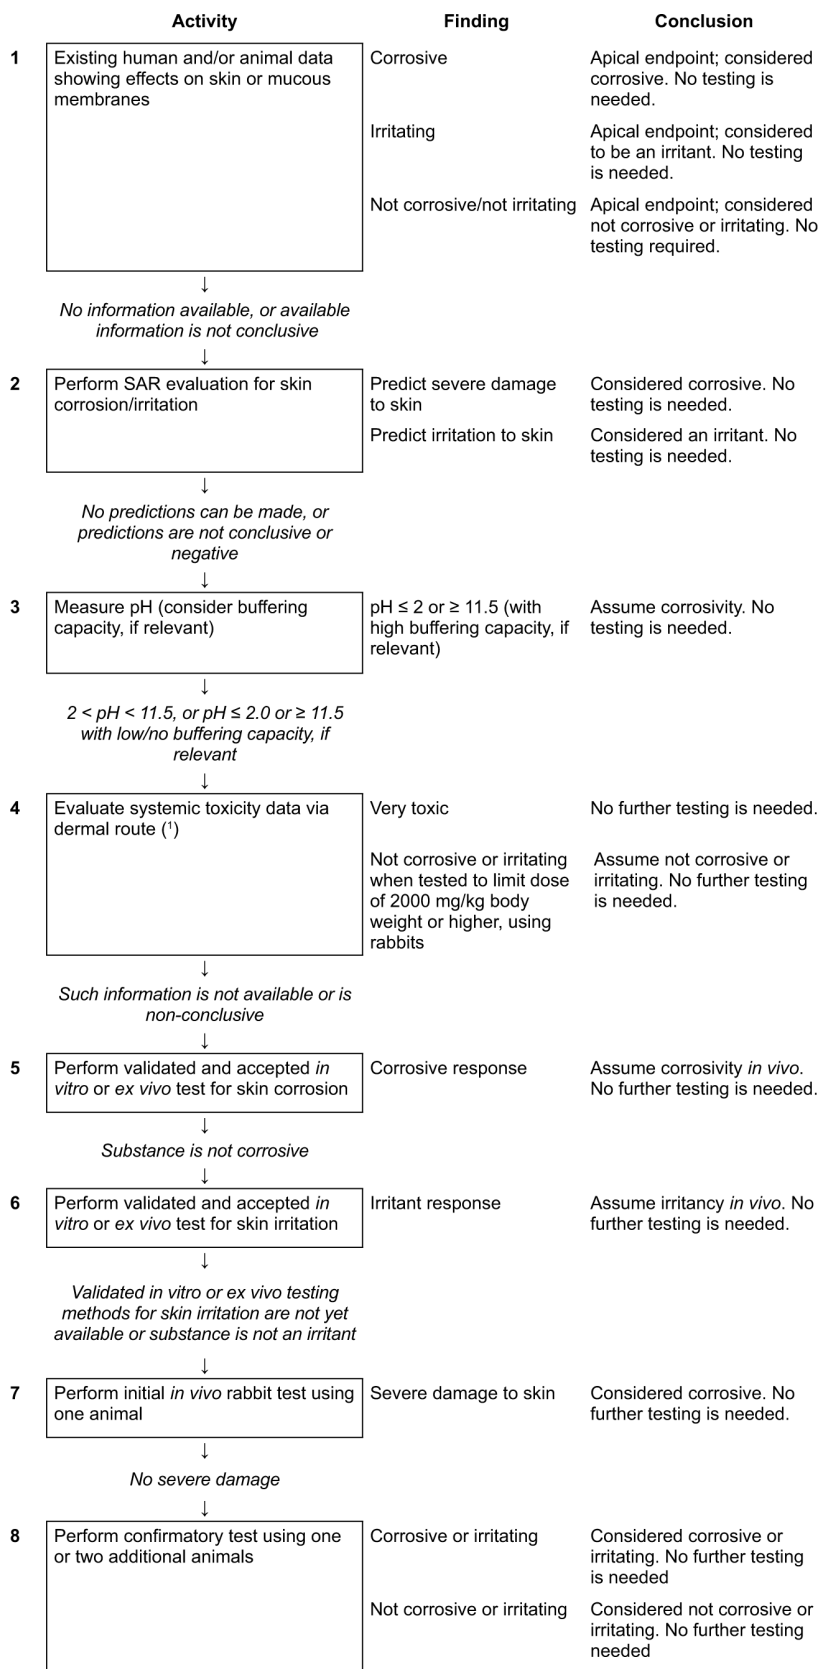 Activity Finding Conclusion
1 Existing human and/or animal data
showing effects on skin or mucous
membranes
Corrosive
Apical endpoint; considered
corrosive. No testing is
needed.
Irritating
Apical endpoint; considered
to be an irritant. No testing
is needed.
Not corrosive/not irritating
Apical endpoint; considered
not corrosive or irritating. No
testing required.
↓
No information available, or available
information is not conclusive
↓
2 Perform SAR evaluation for skin
corrosion/irritation
Predict severe damage
to skin
Considered corrosive. No
testing is needed.
Predict irritation to skin
Considered an irritant. No
testing is needed.
↓
No predictions can be made, or
predictions are not conclusive or
negative
↓
3 Measure pH (consider buffering
capacity, if relevant)
pH ≤ 2 or ≥ 11.5 (with
high buffering capacity, if
relevant)
Assume corrosivity. No
testing is needed.
↓
2 < pH < 11.5, or pH ≤ 2.0 or ≥ 11.5
with low/no buffering capacity, if
relevant
↓
4 Evaluate systemic toxicity data via
dermal route (¹)
Very toxic
No further testing is needed.
Not corrosive or irritating
when tested to limit dose
of 2000 mg/kg body
weight or higher, using
rabbits
Assume not corrosive or
irritating. No further testing
is needed.
↓
Such information is not available or is
non-conclusive
↓
5 Perform validated and accepted in
vitro or ex vivo test for skin corrosion
Corrosive response
Assume corrosivity in vivo.
No further testing is needed.
↓
Substance is not corrosive
↓
6 Perform validated and accepted in
vitro or ex vivo test for skin irritation
Irritant response
Assume irritancy in vivo. No
further testing is needed.
↓
Validated in vitro or ex vivo testing
methods for skin irritation are not yet
available or substance is not an irritant
↓
7 Perform initial in vivo rabbit test using
one animal
Severe damage to skin
Considered corrosive. No
further testing is needed.
↓
No severe damage
↓
8 Perform confirmatory test using one
or two additional animals
Corrosive or irritating
Considered corrosive or
irritating. No further testing
is needed
Not corrosive or irritating
Considered not corrosive or
irritating. No further testing
needed